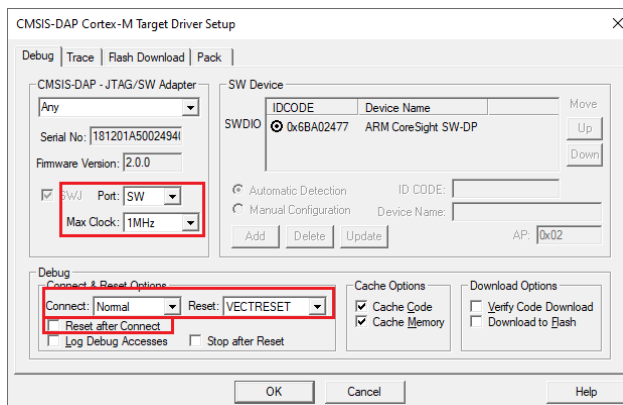 CMSIS-DAP Cortex-M Target Driver Setup
Debug | Trace | Flash Download | Pack |
CMSIS-DAP - JTAG/SW Adapter
Any
Serial No: 181201A5002494(
Firmware Version: 2.0.0
SWJ Port: SW
Max Clock: 1MHz
SW Device
IDCODE Device Name
SWDIO 0x6BA02477 ARM CoreSight SW-DP
Move
Up
Down
Automatic Detection ID CODE:
Manual Configuration Device Name:
Add Delete Update AP: 0x02
Debug
Connect & Reset Options
Connect: Normal Reset: VECTRESET
Reset after Connect
Log Debug Accesses Stop after Reset
Cache Options
Cache Code
Cache Memory
Download Options
Verify Code Download
Download to Flash
OK Cancel Help